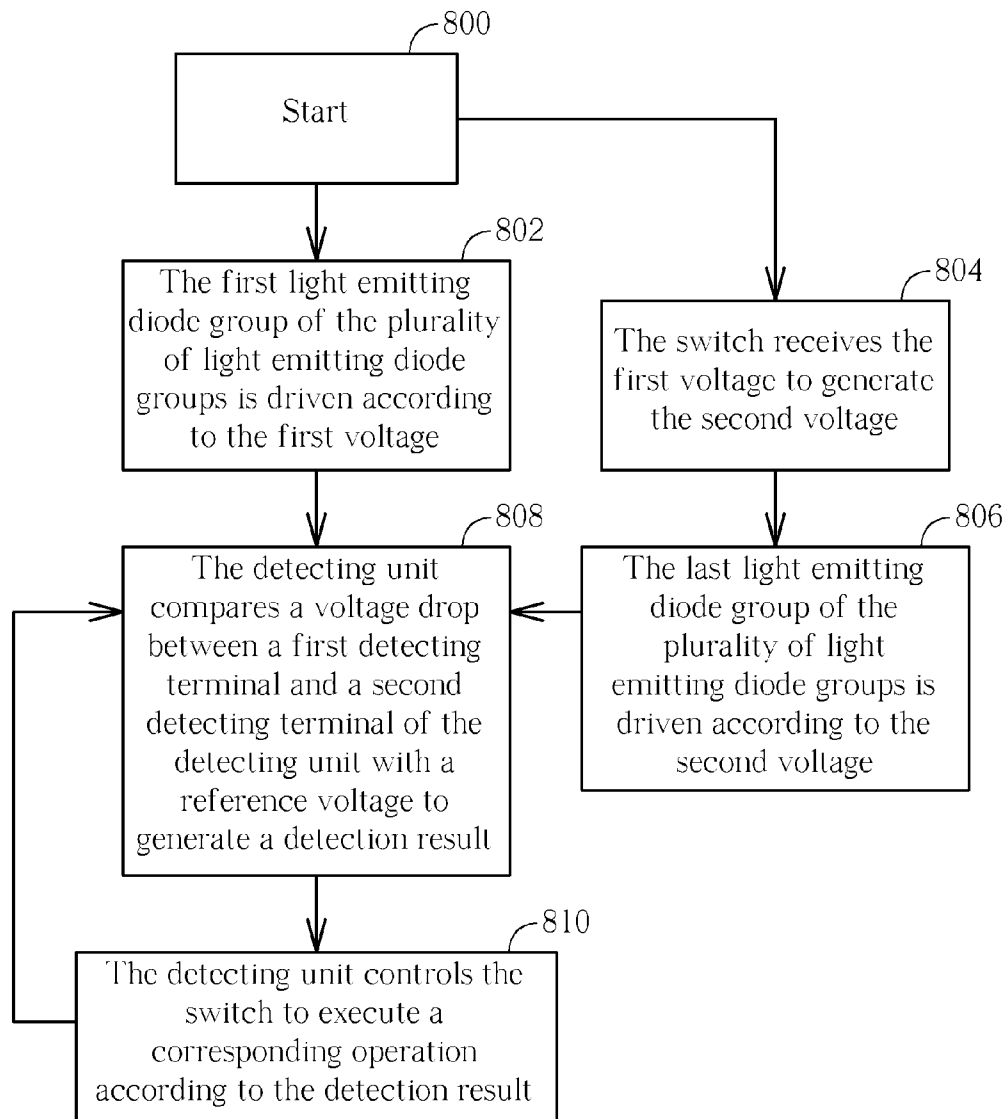 800
Start
802
The first light emitting
diode group of the plurality
of light emitting diode
groups is driven according
to the first voltage
804
The switch receives the
first voltage to generate
the second voltage
808
The detecting unit
compares a voltage drop
between a first detecting
terminal and a second
detecting terminal of the
detecting unit with a
reference voltage to
generate a detection result
806
The last light emitting
diode group of the
plurality of light
emitting diode groups is
driven according to the
second voltage
810
The detecting unit controls the
switch to execute a
corresponding operation
according to the detection result